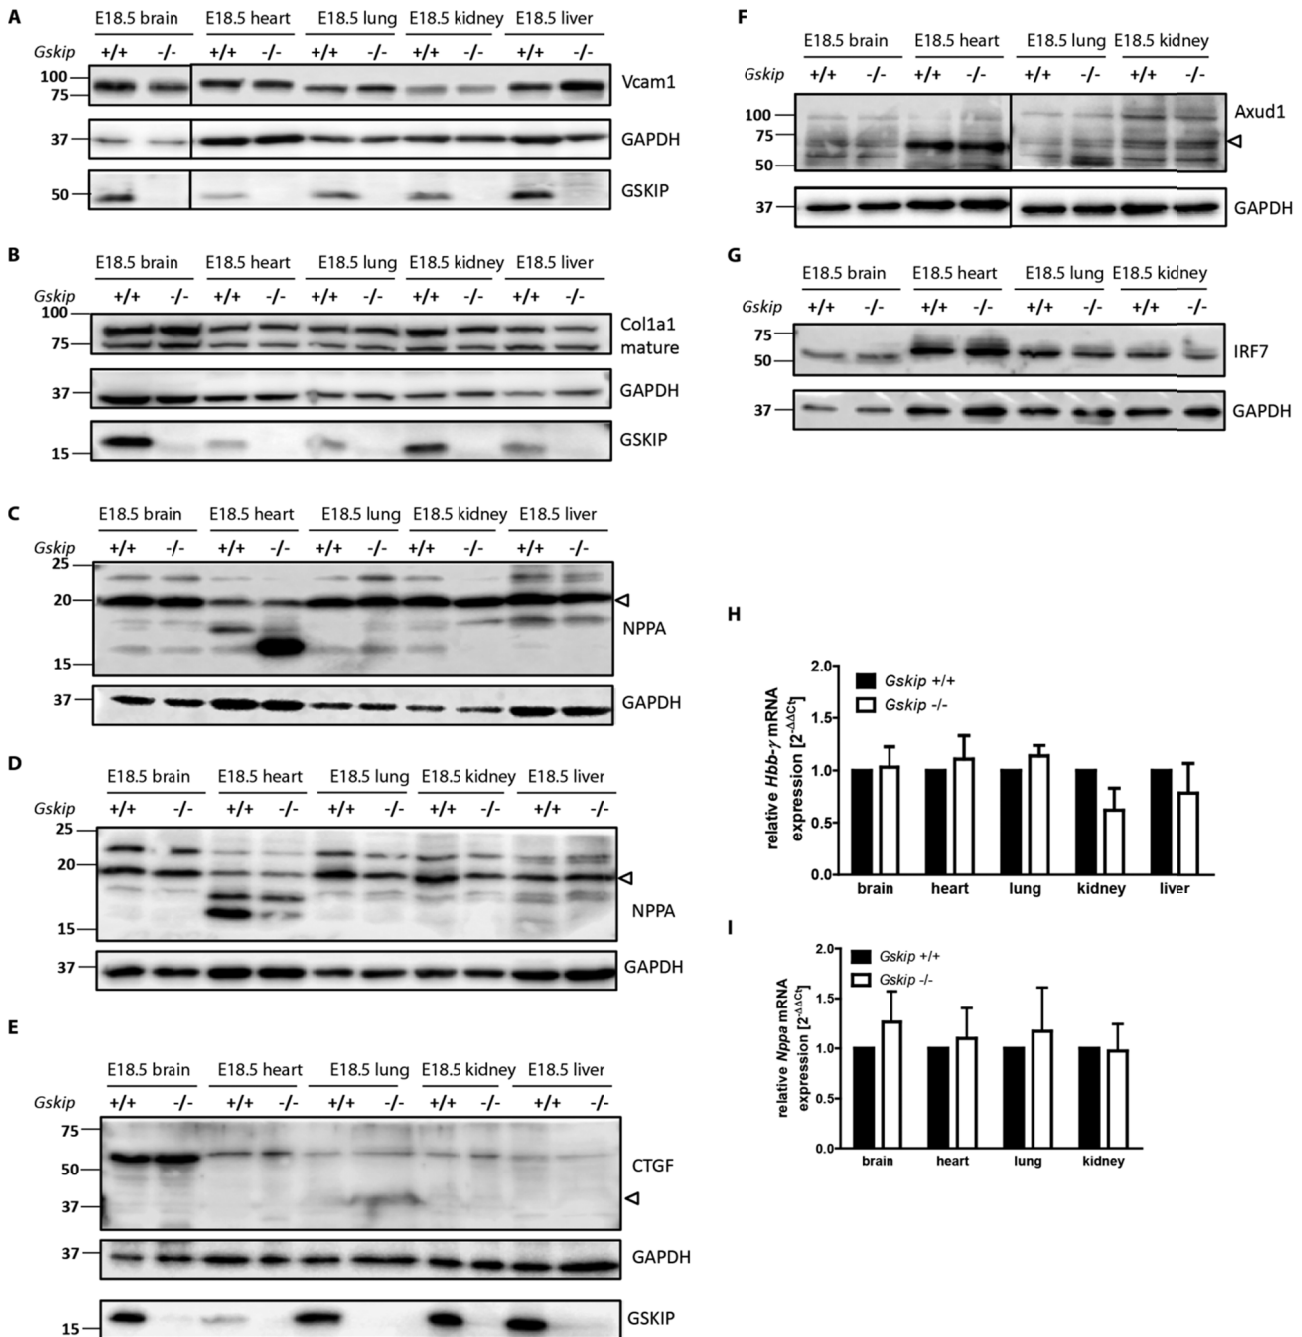 A
E18.5 brain E18.5 heart E18.5 lung E18.5 kidney E18.5 liver
Gskip +/+ -/- +/+ -/- +/+ -/- +/+ -/- +/+ -/-
100
75
Vcam1
37
GAPDH
50
GSKIP
B
E18.5 brain E18.5 heart E18.5 lung E18.5 kidney E18.5 liver
Gskip +/+ -/- +/+ -/- +/+ -/- +/+ -/- +/+ -/-
100
Col1a1
75
mature
37
GAPDH
15
GSKIP
C
E18.5 brain E18.5 heart E18.5 lung E18.5 kidney E18.5 liver
Gskip +/+ -/- +/+ -/- +/+ -/- +/+ -/- +/+ -/-
25
20
NPPA
15
37
GAPDH
D
E18.5 brain E18.5 heart E18.5 lung E18.5 kidney E18.5 liver
Gskip +/+ -/- +/+ -/- +/+ -/- +/+ -/- +/+ -/-
25
20
NPPA
15
37
GAPDH
E
E18.5 brain E18.5 heart E18.5 lung E18.5 kidney E18.5 liver
Gskip +/+ -/- +/+ -/- +/+ -/- +/+ -/- +/+ -/-
75
50
CTGF
37
37
GAPDH
15
GSKIP
F
E18.5 brain E18.5 heart E18.5 lung E18.5 kidney
Gskip +/+ -/- +/+ -/- +/+ -/- +/+ -/-
100
Axud1
75
50
37
GAPDH
G
E18.5 brain E18.5 heart E18.5 lung E18.5 kidney
Gskip +/+ -/- +/+ -/- +/+ -/- +/+ -/-
75
50
IRF7
37
GAPDH
H
relative Hbb-γ mRNA
expression [2-ΔΔCt]
2.0
1.5
1.0
0.5
0.0
Gskip +/+
Gskip -/-
brain heart lung kidney liver
I
relative Nppa mRNA
expression [2-ΔΔCt]
2.0
1.5
1.0
0.5
0.0
Gskip +/+
Gskip -/-
brain heart lung kidney